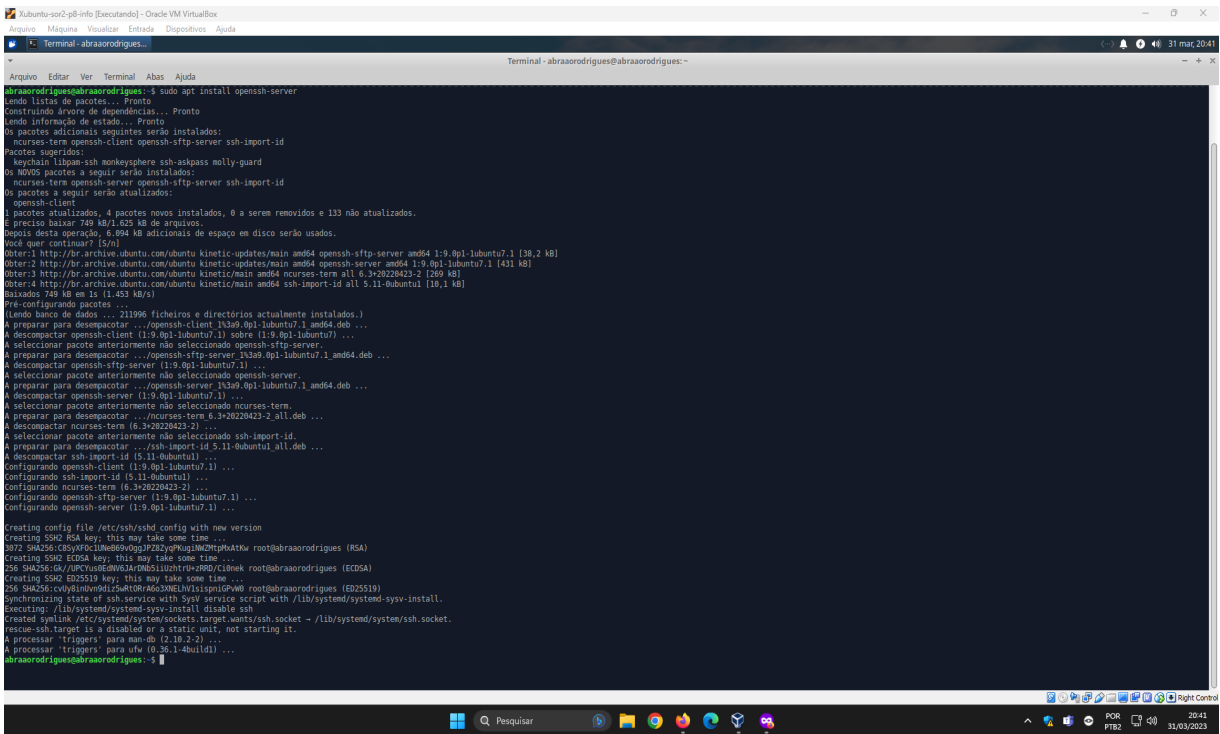 Xubuntu-sor2-p8-info [Executando] - Oracle VM VirtualBox
Arquivo Máquina Visualizar Entrada Dispositivos Ajuda
Terminal - abraaorodrigues...
31 mar, 20:41
Terminal - abraaorodrigues@abraaorodrigues: ~
Arquivo Editar Ver Terminal Abas Ajuda
abraaorodrigues@abraaorodrigues:~$ sudo apt install openssh-server
Lendo listas de pacotes... Pronto
Construindo árvore de dependências... Pronto
Lendo informação de estado... Pronto
Os pacotes adicionais seguintes serão instalados:
ncurses-term openssh-client openssh-sftp-server ssh-import-id
Pacotes sugeridos:
keychain libpam-ssh monkeysphere ssh-askpass molly-guard
Os NOVOS pacotes a seguir serão instalados:
ncurses-term openssh-server openssh-sftp-server ssh-import-id
Os pacotes a seguir serão atualizados:
openssh-client
1 pacotes atualizados, 4 pacotes novos instalados, 0 a serem removidos e 133 não atualizados.
É preciso baixar 749 kB/1.625 kB de arquivos.
Depois desta operação, 6.094 kB adicionais de espaço em disco serão usados.
Você quer continuar? [S/n]
Obter:1 http://br.archive.ubuntu.com/ubuntu kinetic-updates/main amd64 openssh-sftp-server amd64 1:9.0p1-1ubuntu7.1 [38,2 kB]
Obter:2 http://br.archive.ubuntu.com/ubuntu kinetic-updates/main amd64 openssh-server amd64 1:9.0p1-1ubuntu7.1 [431 kB]
Obter:3 http://br.archive.ubuntu.com/ubuntu kinetic/main amd64 ncurses-term all 6.3+20220423-2 [269 kB]
Obter:4 http://br.archive.ubuntu.com/ubuntu kinetic/main amd64 ssh-import-id all 5.11-0ubuntu1 [10,1 kB]
Baixados 749 kB em 1s (1.453 kB/s)
Pré-configurando pacotes ...
(Lendo banco de dados ... 211996 ficheiros e directórios actualmente instalados.)
A preparar para desempacotar .../openssh-client_1%3a9.0p1-1ubuntu7.1_amd64.deb ...
A descompactar openssh-client (1:9.0p1-1ubuntu7.1) sobre (1:9.0p1-1ubuntu7) ...
A seleccionar pacote anteriormente não seleccionado openssh-sftp-server.
A preparar para desempacotar .../openssh-sftp-server_1%3a9.0p1-1ubuntu7.1_amd64.deb ...
A descompactar openssh-sftp-server (1:9.0p1-1ubuntu7.1) ...
A seleccionar pacote anteriormente não seleccionado openssh-server.
A preparar para desempacotar .../openssh-server_1%3a9.0p1-1ubuntu7.1_amd64.deb ...
A descompactar openssh-server (1:9.0p1-1ubuntu7.1) ...
A seleccionar pacote anteriormente não seleccionado ncurses-term.
A preparar para desempacotar .../ncurses-term_6.3+20220423-2_all.deb ...
A descompactar ncurses-term (6.3+20220423-2) ...
A seleccionar pacote anteriormente não seleccionado ssh-import-id.
A preparar para desempacotar .../ssh-import-id_5.11-0ubuntu1_all.deb ...
A descompactar ssh-import-id (5.11-0ubuntu1) ...
Configurando openssh-client (1:9.0p1-1ubuntu7.1) ...
Configurando ssh-import-id (5.11-0ubuntu1) ...
Configurando ncurses-term (6.3+20220423-2) ...
Configurando openssh-sftp-server (1:9.0p1-1ubuntu7.1) ...
Configurando openssh-server (1:9.0p1-1ubuntu7.1) ...
Creating config file /etc/ssh/sshd_config with new version
Creating SSH2 RSA key; this may take some time ...
3072 root@abraaorodrigues (RSA)
Creating SSH2 ECDSA key; this may take some time ...
256 root@abraaorodrigues (ECDSA)
Creating SSH2 ED25519 key; this may take some time ...
256 root@abraaorodrigues (ED25519)
Synchronizing state of ssh.service with SysV service script with /lib/systemd/systemd-sysv-install.
Executing: /lib/systemd/systemd-sysv-install disable ssh
Created symlink /etc/systemd/system/sockets.target.wants/ssh.socket → /lib/systemd/system/ssh.socket.
rescue-ssh.target is a disabled or a static unit, not starting it.
A processar 'triggers' para man-db (2.10.2-2) ...
A processar 'triggers' para ufw (0.36.1-4build1) ...
abraaorodrigues@abraaorodrigues:~$
Right Control
Pesquisar
POR
PTB2
20:41
31/03/2023